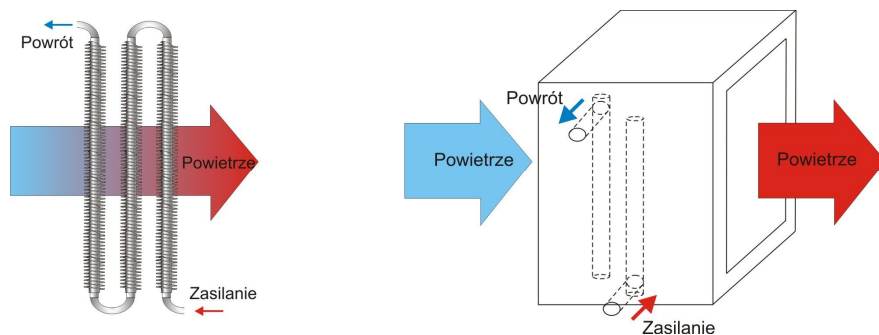 Powrót
Powietrze
Zasilanie
Powrót
Powietrze
Powietrze
Zasilanie